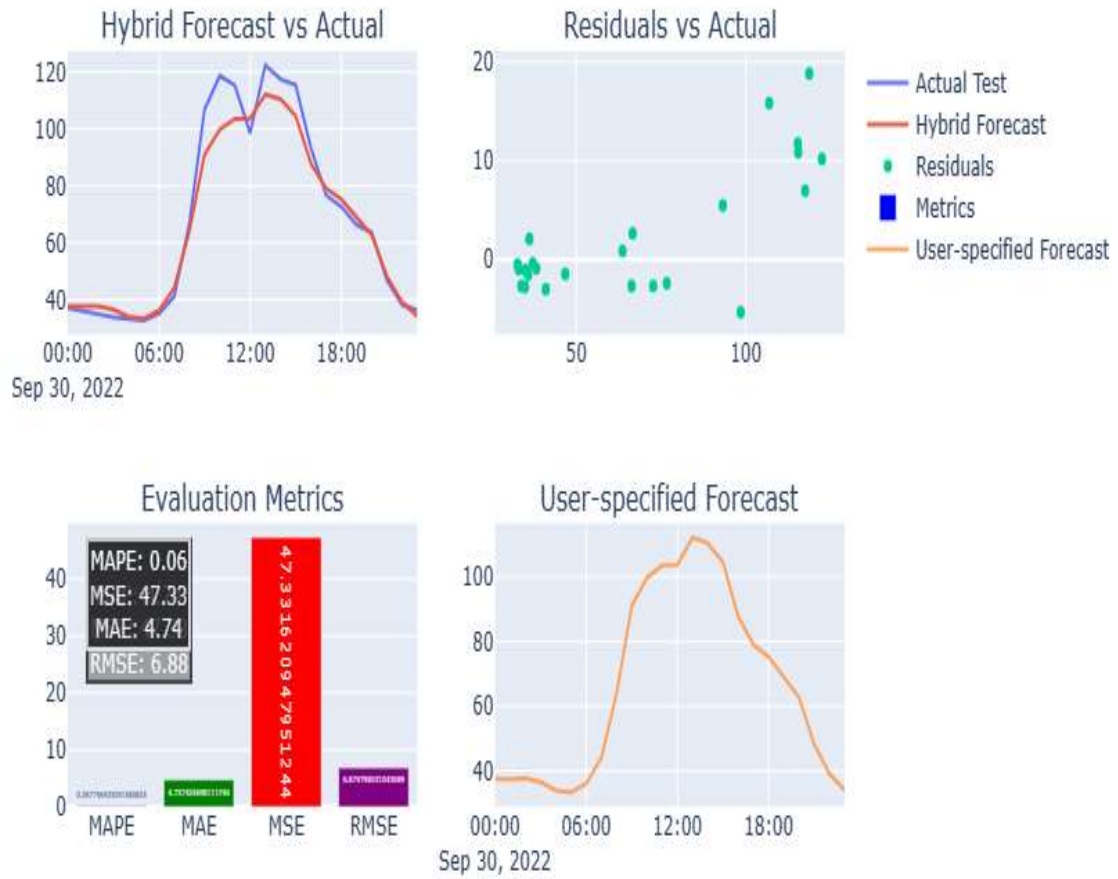 Hybrid Forecast vs Actual
120
100
80
60
40
00:00 06:00 12:00 18:00
Sep 30, 2022
Residuals vs Actual
20
10
0
50 100
Actual Test
Hybrid Forecast
Residuals
Metrics
User-specified Forecast
Evaluation Metrics
40
30
20
10
0
MAPE: 0.06
MSE: 47.33
MAE: 4.74
RMSE: 6.88
47.331620947951244
MAPE MAE MSE RMSE
User-specified Forecast
100
80
60
40
00:00 06:00 12:00 18:00
Sep 30, 2022